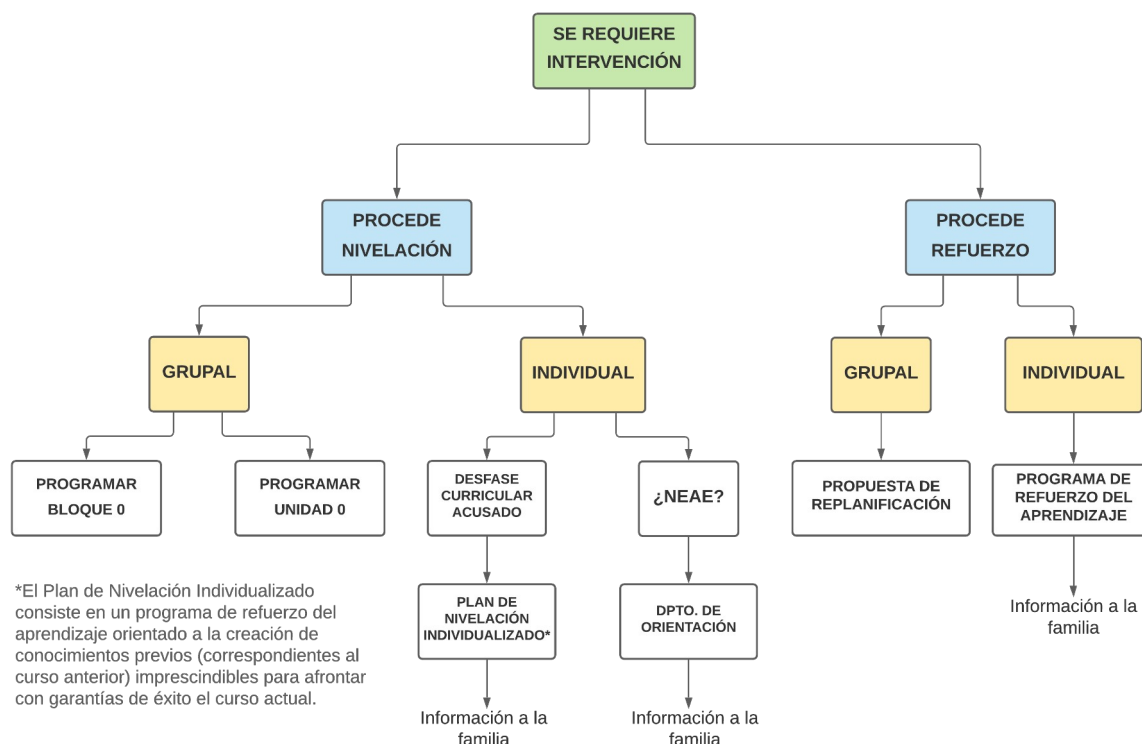 SE REQUIERE
INTERVENCIÓN
PROCEDE
NIVELACIÓN
PROCEDE
REFUERZO
GRUPAL
INDIVIDUAL
GRUPAL
INDIVIDUAL
PROGRAMAR
BLOQUE 0
PROGRAMAR
UNIDAD 0
DESFASE
CURRICULAR
ACUSADO
¿NEAE?
PROPUESTA DE
REPLANIFICACIÓN
PROGRAMA DE
REFUERZO DEL
APRENDIZAJE
*El Plan de Nivelación Individualizado
consiste en un programa de refuerzo del
aprendizaje orientado a la creación de
conocimientos previos (correspondientes al
curso anterior) imprescindibles para afrontar
con garantías de éxito el curso actual.
PLAN DE
NIVELACIÓN
INDIVIDUALIZADO*
DPTO. DE
ORIENTACIÓN
Información a la
familia
Información a la
familia
Información a la
familia